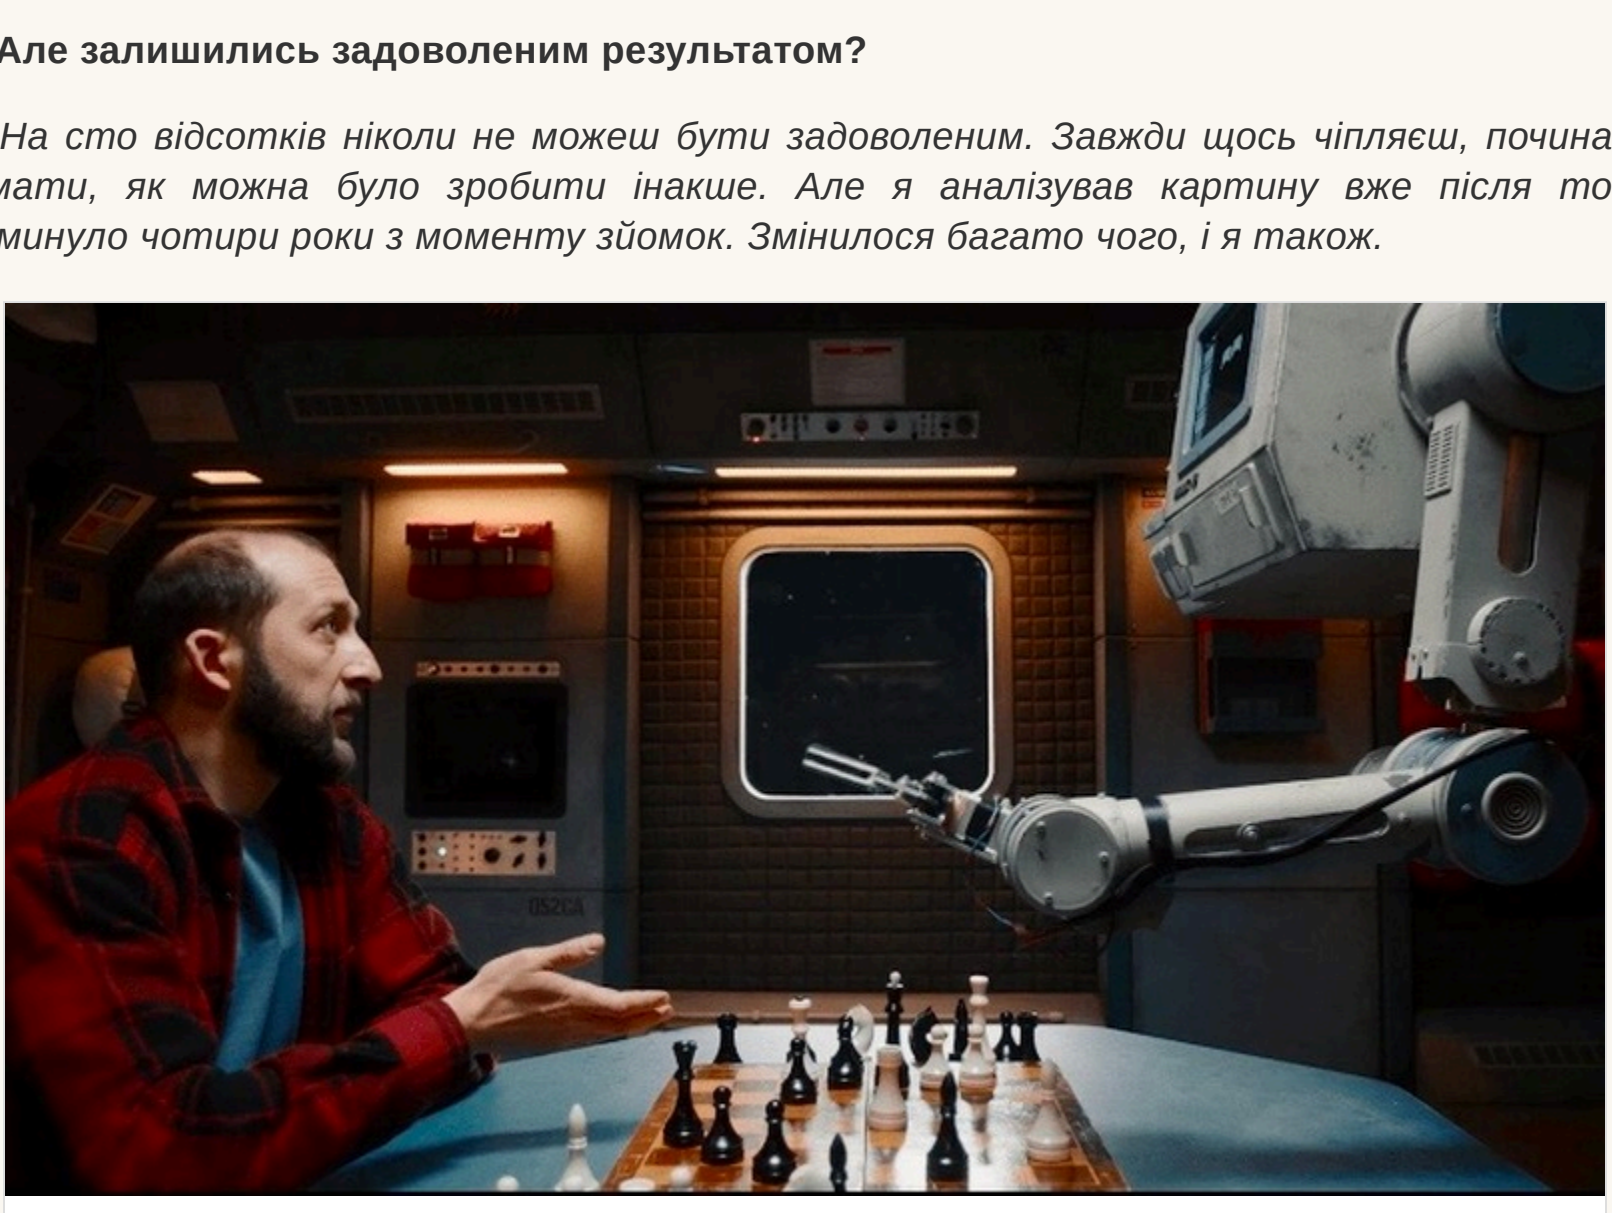 Але залишились задоволеним результатом?
На сто відсотків ніколи не можеш бути задоволеним. Завжди щось чіпляєш, почина
мати, як можна було зробити інакше. Але я аналізував картину вже після то
минуло чотири роки з моменту зйомок. Змінилося багато чого, і я також.
052CA